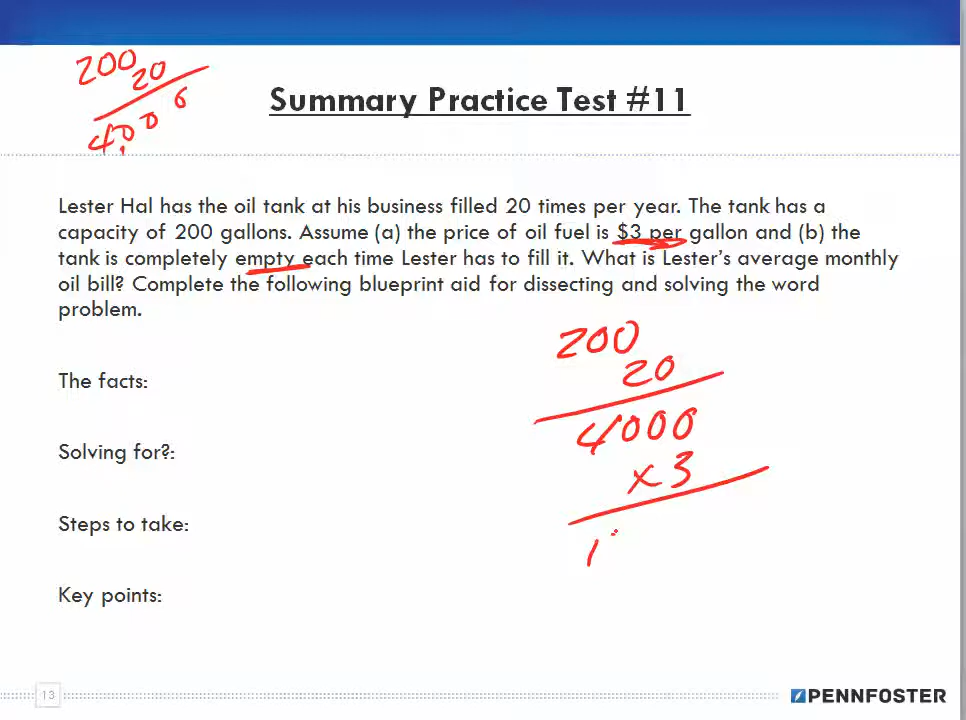 200
20
4,000
Summary Practice Test #11
Lester Hal has the oil tank at his business filled 20 times per year. The tank has a
capacity of 200 gallons. Assume (a) the price of oil fuel is $3 per gallon and (b) the
tank is completely empty each time Lester has to fill it. What is Lester's average monthly
oil bill? Complete the following blueprint aid for dissecting and solving the word
problem.
200
20
4000
x 3
1
The facts:
Solving for?:
Steps to take:
Key points:
13
PENNFOSTER